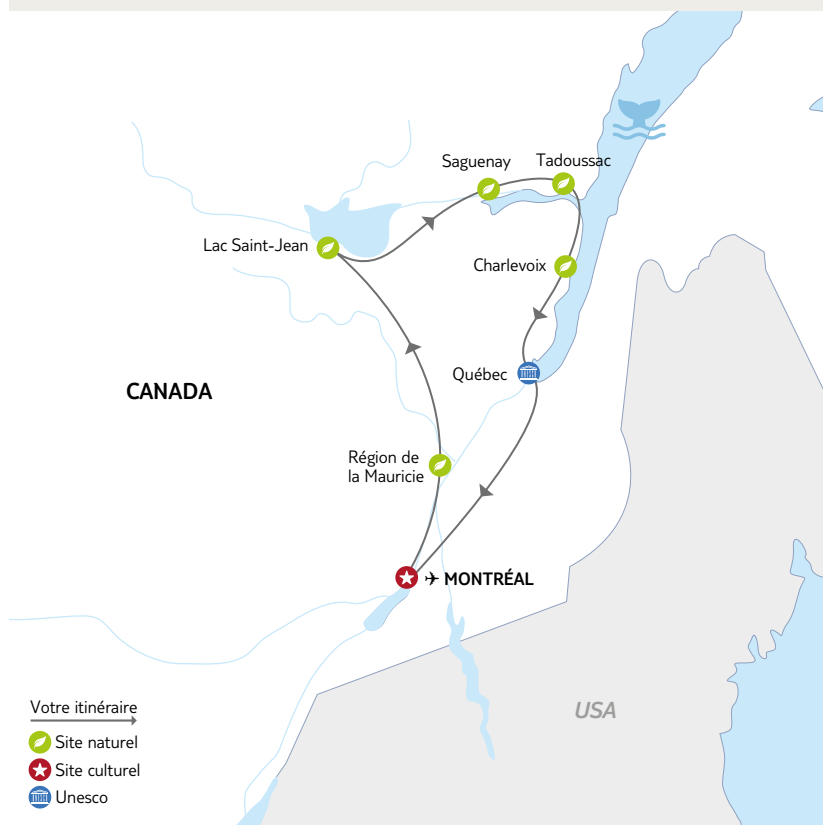 Saguenay
Tadoussac
Lac Saint-Jean
Charlevoix
Québec
CANADA
Région de
la Mauricie
MONTRÉAL
USA
Votre itinéraire
Site naturel
Site culturel
Unesco